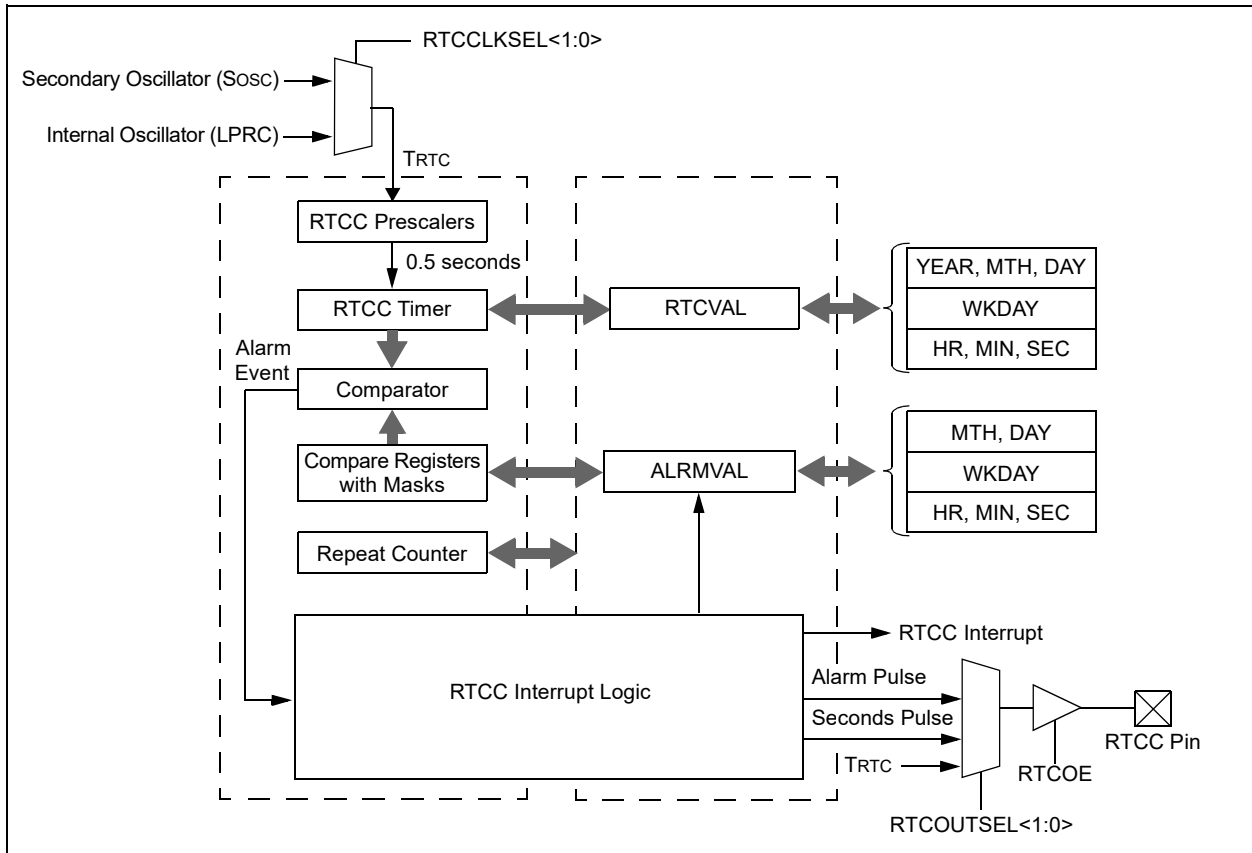 RTCCLKSEL<1:0>
Secondary Oscillator (SOSC)
Internal Oscillator (LPRC)
TRTC
RTCC Prescalers
0.5 seconds
YEAR, MTH, DAY
RTCC Timer
RTCVAL
WKDAY
HR, MIN, SEC
Alarm
Event
Comparator
MTH, DAY
Compare Registers
with Masks
ALRMVAL
WKDAY
HR, MIN, SEC
Repeat Counter
RTCC Interrupt
RTCC Interrupt Logic
Alarm Pulse
Seconds Pulse
RTCC Pin
TRTC
RTCOE
RTCOUTSEL<1:0>